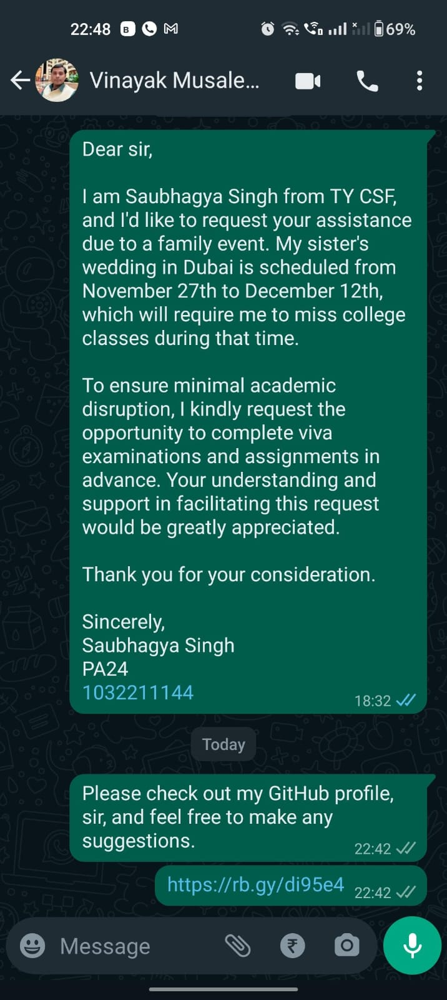 22:48 B 69%
Vinayak Musale...
Dear sir,
I am Saubhagya Singh from TY CSF,
and I'd like to request your assistance
due to a family event. My sister's
wedding in Dubai is scheduled from
November 27th to December 12th,
which will require me to miss college
classes during that time.
To ensure minimal academic
disruption, I kindly request the
opportunity to complete viva
examinations and assignments in
advance. Your understanding and
support in facilitating this request
would be greatly appreciated.
Thank you for your consideration.
Sincerely,
Saubhagya Singh
PA24
1032211144
18:32
Today
Please check out my GitHub profile,
sir, and feel free to make any
suggestions.
22:42
https://rb.gy/di95e4 22:42
Message ₹